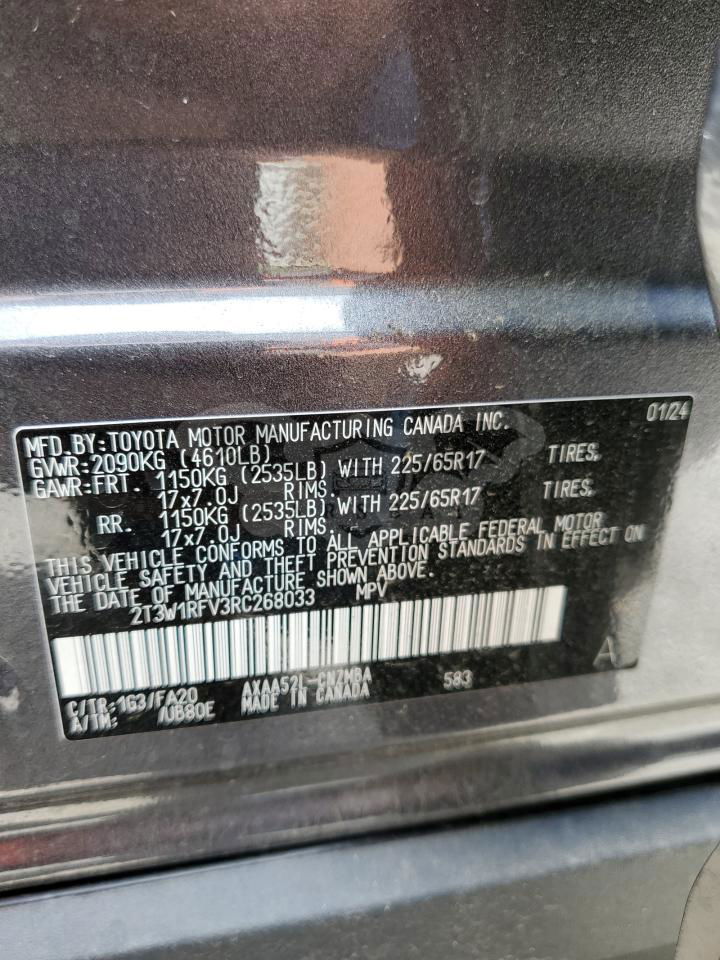 MFD.BY:TOYOTA MOTOR MANUFACTURING CANADA INC. 01/24
GVWR:2090KG (4610LB)
GAWR:FRT. 1150KG (2535LB) WITH 225/65R17 TIRES,
17x7.0J RIMS.
RR. 1150KG (2535LB) WITH 225/65R17 TIRES,
17x7.0J RIMS.
THIS VEHICLE CONFORMS TO ALL APPLICABLE FEDERAL MOTOR
VEHICLE SAFETY AND THEFT PREVENTION STANDARDS IN EFFECT ON
THE DATE OF MANUFACTURE SHOWN ABOVE.
2T3W1RFV3RC268033 MPV
C/TR:1G3/FA20 AXAA52L-CNZMBA 583 A
A/TM: /UB80E MADE IN CANADA